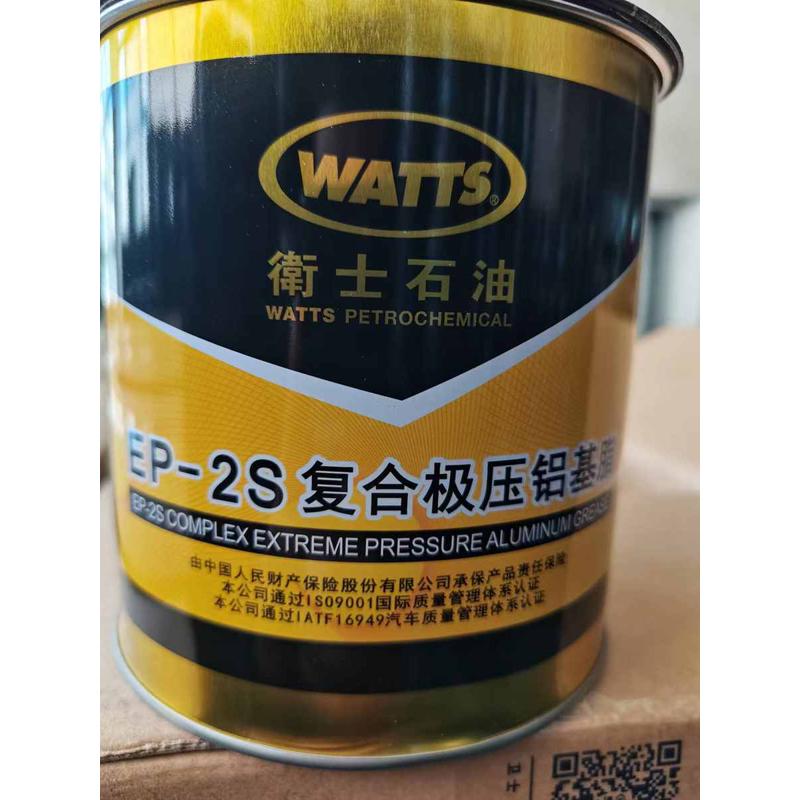 WATTS®
衛士石油
WATTS PETROCHEMICAL
EP-2S 复合极压铝基脂
EP-2S COMPLEX EXTREME PRESSURE ALUMINUM GREASE
由中国人民财产保险股份有限公司承保产品责任保险
本公司通过ISO9001国际质量管理体系认证
本公司通过IATF16949汽车质量管理体系认证
卫士